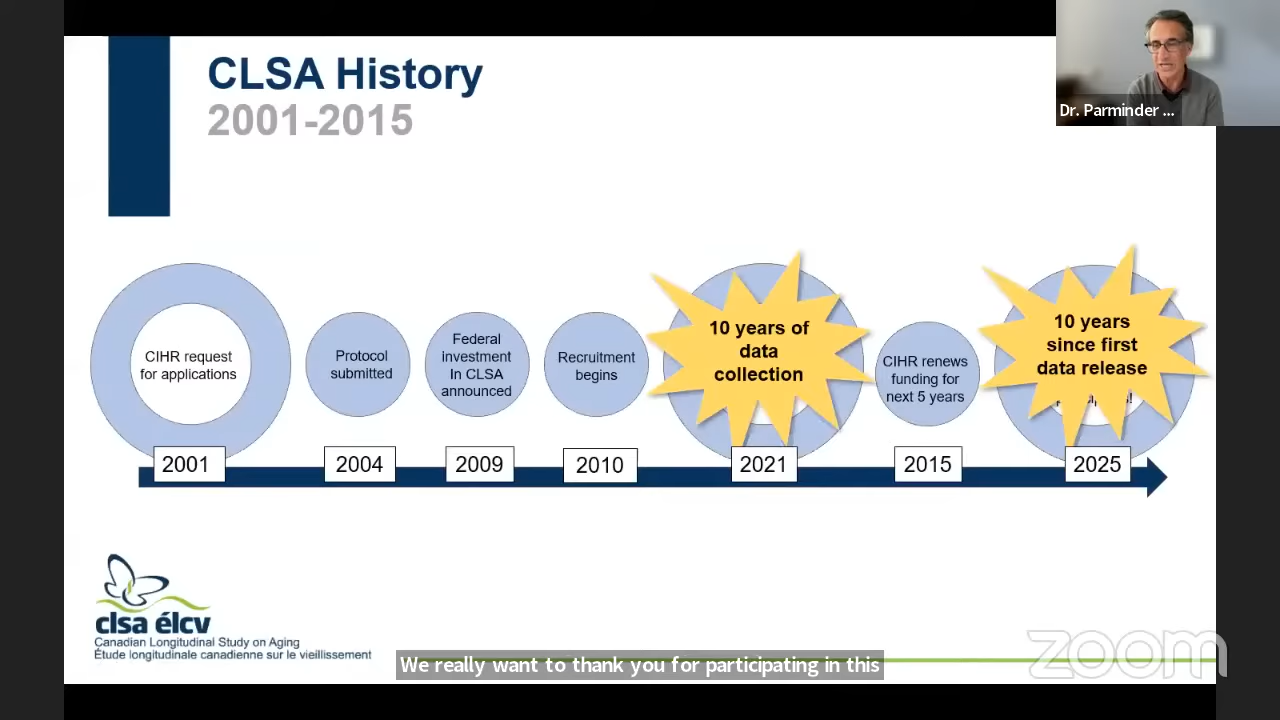 CLSA History
2001-2015
Dr. Parminder ...
CIHR request
for applications
Protocol
submitted
Federal
investment
In CLSA
announced
Recruitment
begins
10 years of
data
collection
CIHR renews
funding for
next 5 years
10 years
since first
data release
2001
2004
2009
2010
2021
2015
2025
clsa élcv
Canadian Longitudinal Study on Aging
Étude longitudinale canadienne sur le vieillissement
We really want to thank you for participating in this
zoom